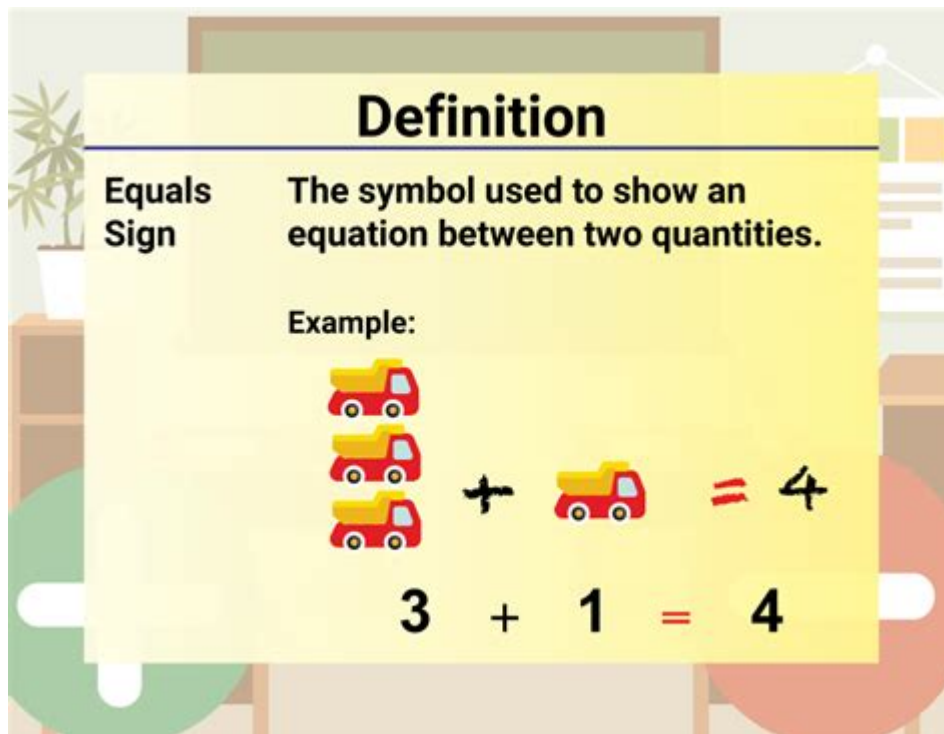 Definition
Equals
Sign
The symbol used to show an
equation between two quantities.
Example:
+ = 4
3 + 1 = 4